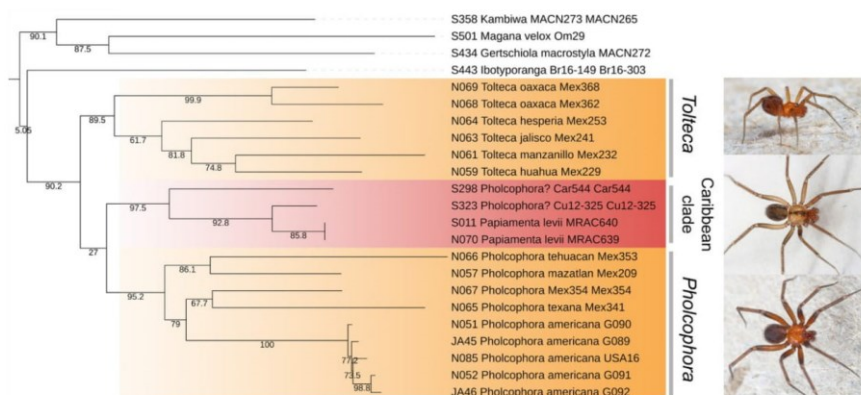 S358 Kambiwa MACN273 MACN265
90.1
S501 Magana velox Om29
87.5
S434 Gertschiola macrostyla MACN272
S443 Ibotyporanga Br16-149 Br16-303
N069 Tolteca oaxaca Mex368
99.9
N068 Tolteca oaxaca Mex362
89.5
N064 Tolteca hesperia Mex253
5.05
61.7
N063 Tolteca jalisco Mex241
81.8
N061 Tolteca manzanillo Mex232
74.8
N059 Tolteca huahua Mex229
Tolteca
90.2
S298 Pholcophora? Car544 Car544
97.5
S323 Pholcophora? Cu12-325 Cu12-325
92.8
S011 Papiamenta levii MRAC640
85.8
N070 Papiamenta levii MRAC639
Caribbean
clade
27
N066 Pholcophora tehuacan Mex353
86.1
N057 Pholcophora mazatlan Mex209
95.2
N067 Pholcophora Mex354 Mex354
67.7
N065 Pholcophora texana Mex341
79
N051 Pholcophora americana G090
100
JA45 Pholcophora americana G089
77.2
N085 Pholcophora americana USA16
73.5
N052 Pholcophora americana G091
98.8
JA46 Pholcophora americana G092
Pholcophora